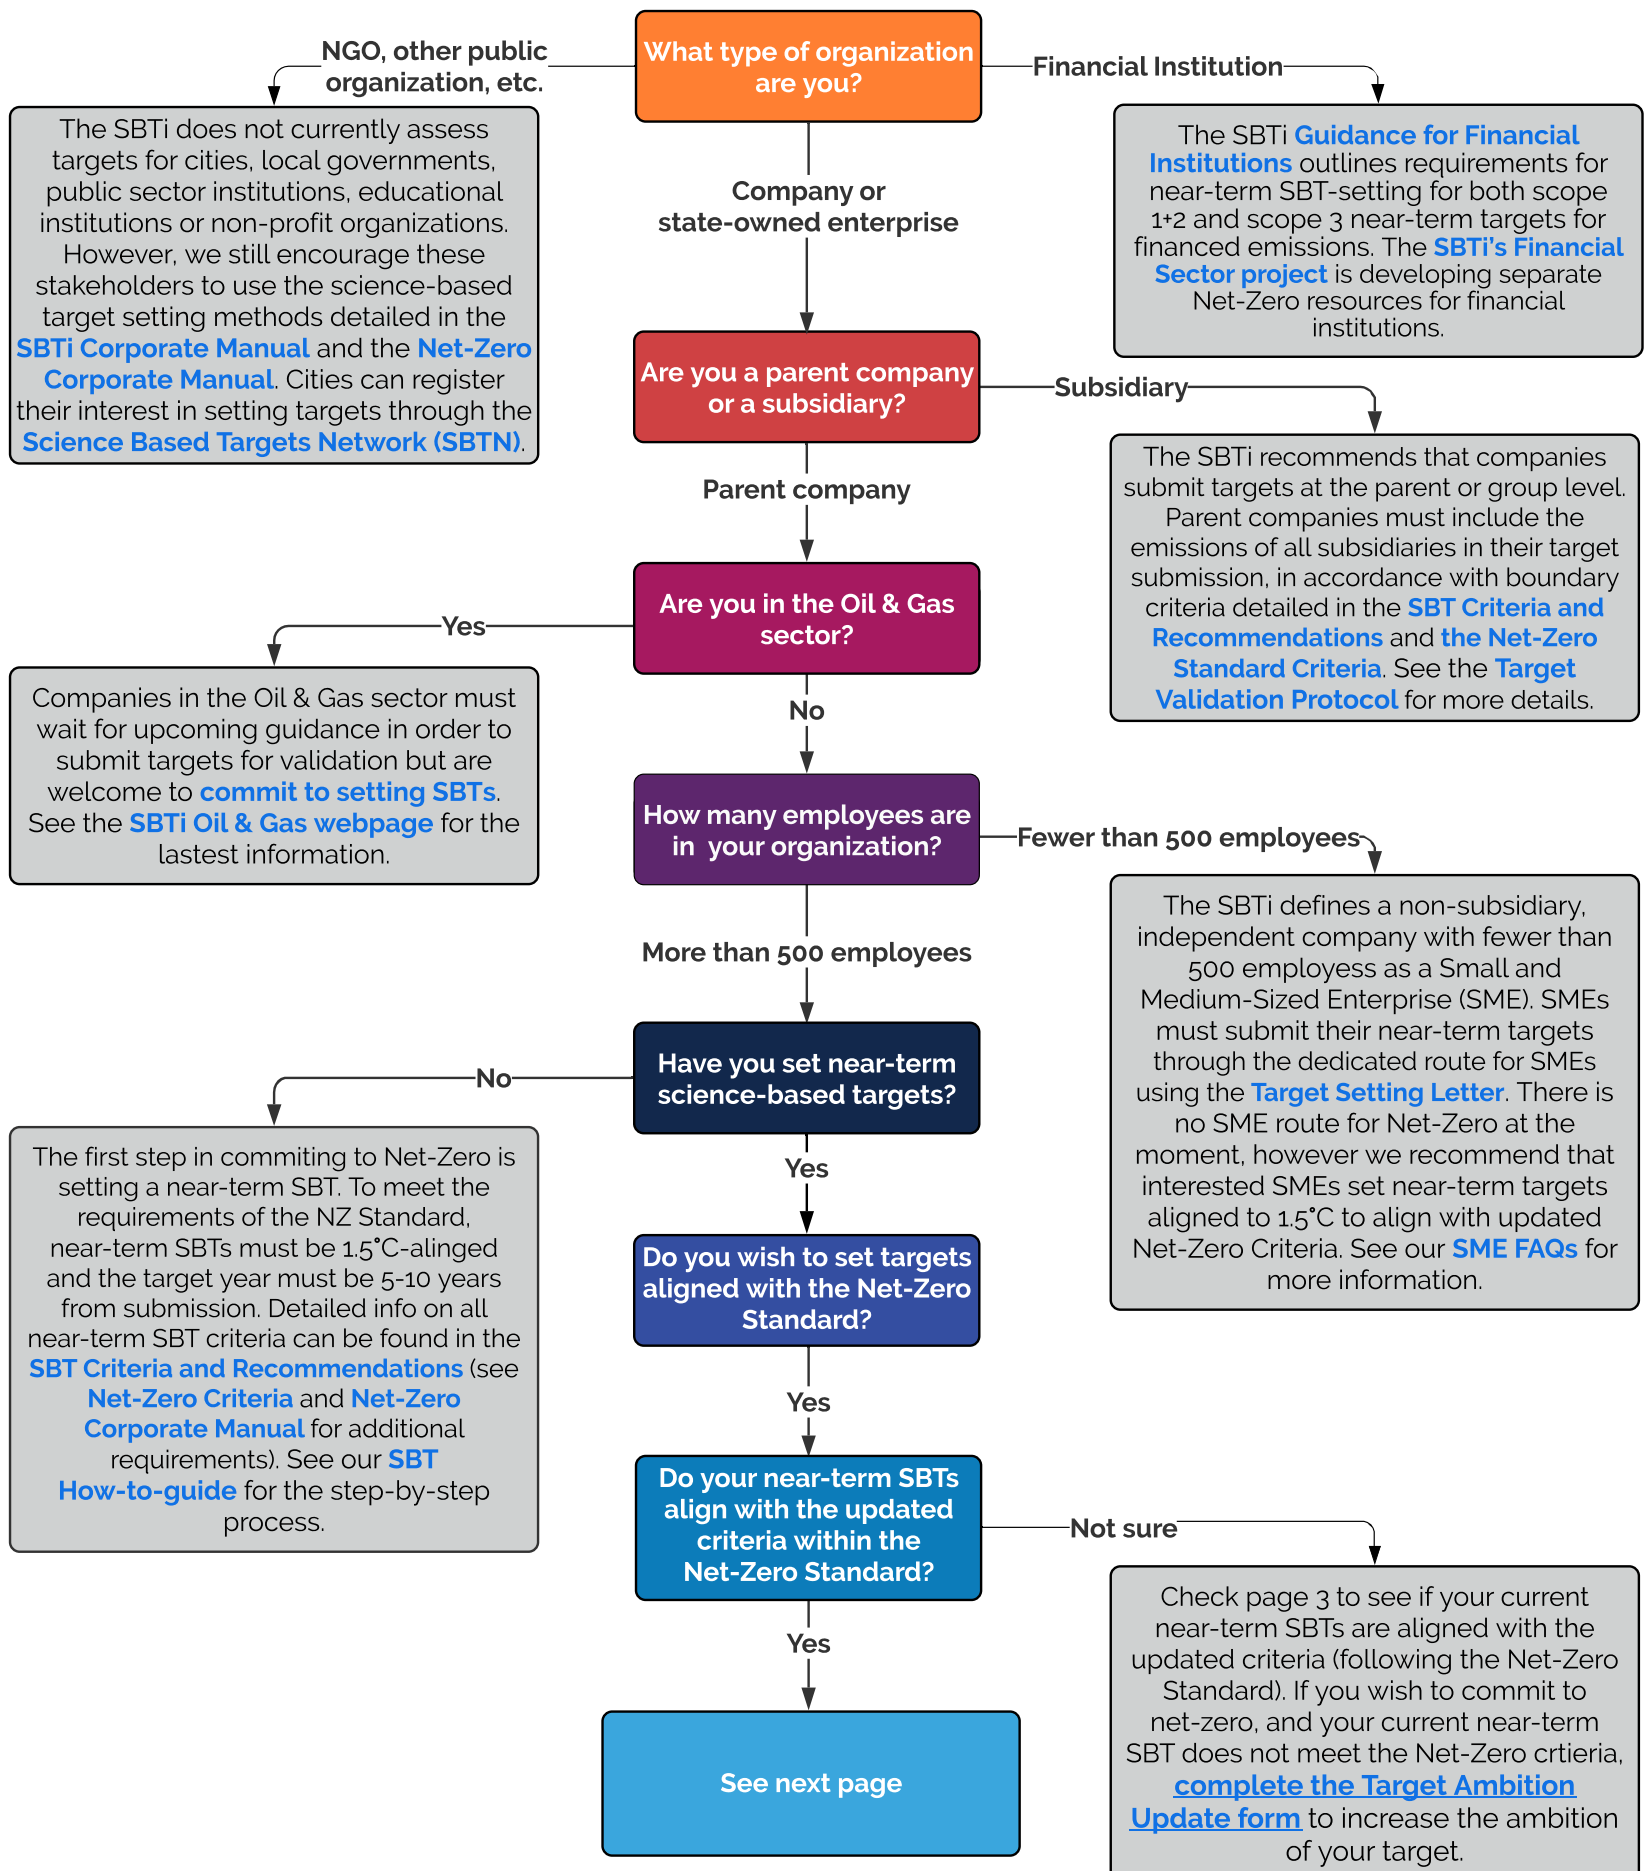 What type of organization
are you?
NGO, other public
organization, etc.
Financial Institution
The SBTi does not currently assess
targets for cities, local governments,
public sector institutions, educational
institutions or non-profit organizations.
However, we still encourage these
stakeholders to use the science-based
target setting methods detailed in the
SBTi Corporate Manual and the Net-Zero
Corporate Manual. Cities can register
their interest in setting targets through the
Science Based Targets Network (SBTN).
The SBTi Guidance for Financial
Institutions outlines requirements for
near-term SBT-setting for both scope
1+2 and scope 3 near-term targets for
financed emissions. The SBTi's Financial
Sector project is developing separate
Net-Zero resources for financial
institutions.
Company or
state-owned enterprise
Are you a parent company
or a subsidiary?
Subsidiary
The SBTi recommends that companies
submit targets at the parent or group level.
Parent companies must include the
emissions of all subsidiaries in their target
submission, in accordance with boundary
criteria detailed in the SBT Criteria and
Recommendations and the Net-Zero
Standard Criteria. See the Target
Validation Protocol for more details.
Parent company
Are you in the Oil & Gas
sector?
Yes
Companies in the Oil & Gas sector must
wait for upcoming guidance in order to
submit targets for validation but are
welcome to commit to setting SBTs.
See the SBTi Oil & Gas webpage for the
lastest information.
No
How many employees are
in your organization?
Fewer than 500 employees
The SBTi defines a non-subsidiary,
independent company with fewer than
500 employess as a Small and
Medium-Sized Enterprise (SME). SMEs
must submit their near-term targets
through the dedicated route for SMEs
using the Target Setting Letter. There is
no SME route for Net-Zero at the
moment, however we recommend that
interested SMEs set near-term targets
aligned to 1.5°C to align with updated
Net-Zero Criteria. See our SME FAQs for
more information.
More than 500 employees
Have you set near-term
science-based targets?
No
The first step in commiting to Net-Zero is
setting a near-term SBT. To meet the
requirements of the NZ Standard,
near-term SBTs must be 1.5°C-alinged
and the target year must be 5-10 years
from submission. Detailed info on all
near-term SBT criteria can be found in the
SBT Criteria and Recommendations (see
Net-Zero Criteria and Net-Zero
Corporate Manual for additional
requirements). See our SBT
How-to-guide for the step-by-step
process.
Yes
Do you wish to set targets
aligned with the Net-Zero
Standard?
Yes
Do your near-term SBTs
align with the updated
criteria within the
Net-Zero Standard?
Not sure
Check page 3 to see if your current
near-term SBTs are aligned with the
updated criteria (following the Net-Zero
Standard). If you wish to commit to
net-zero, and your current near-term
SBT does not meet the Net-Zero crtieria,
complete the Target Ambition
Update form to increase the ambition
of your target.
Yes
See next page